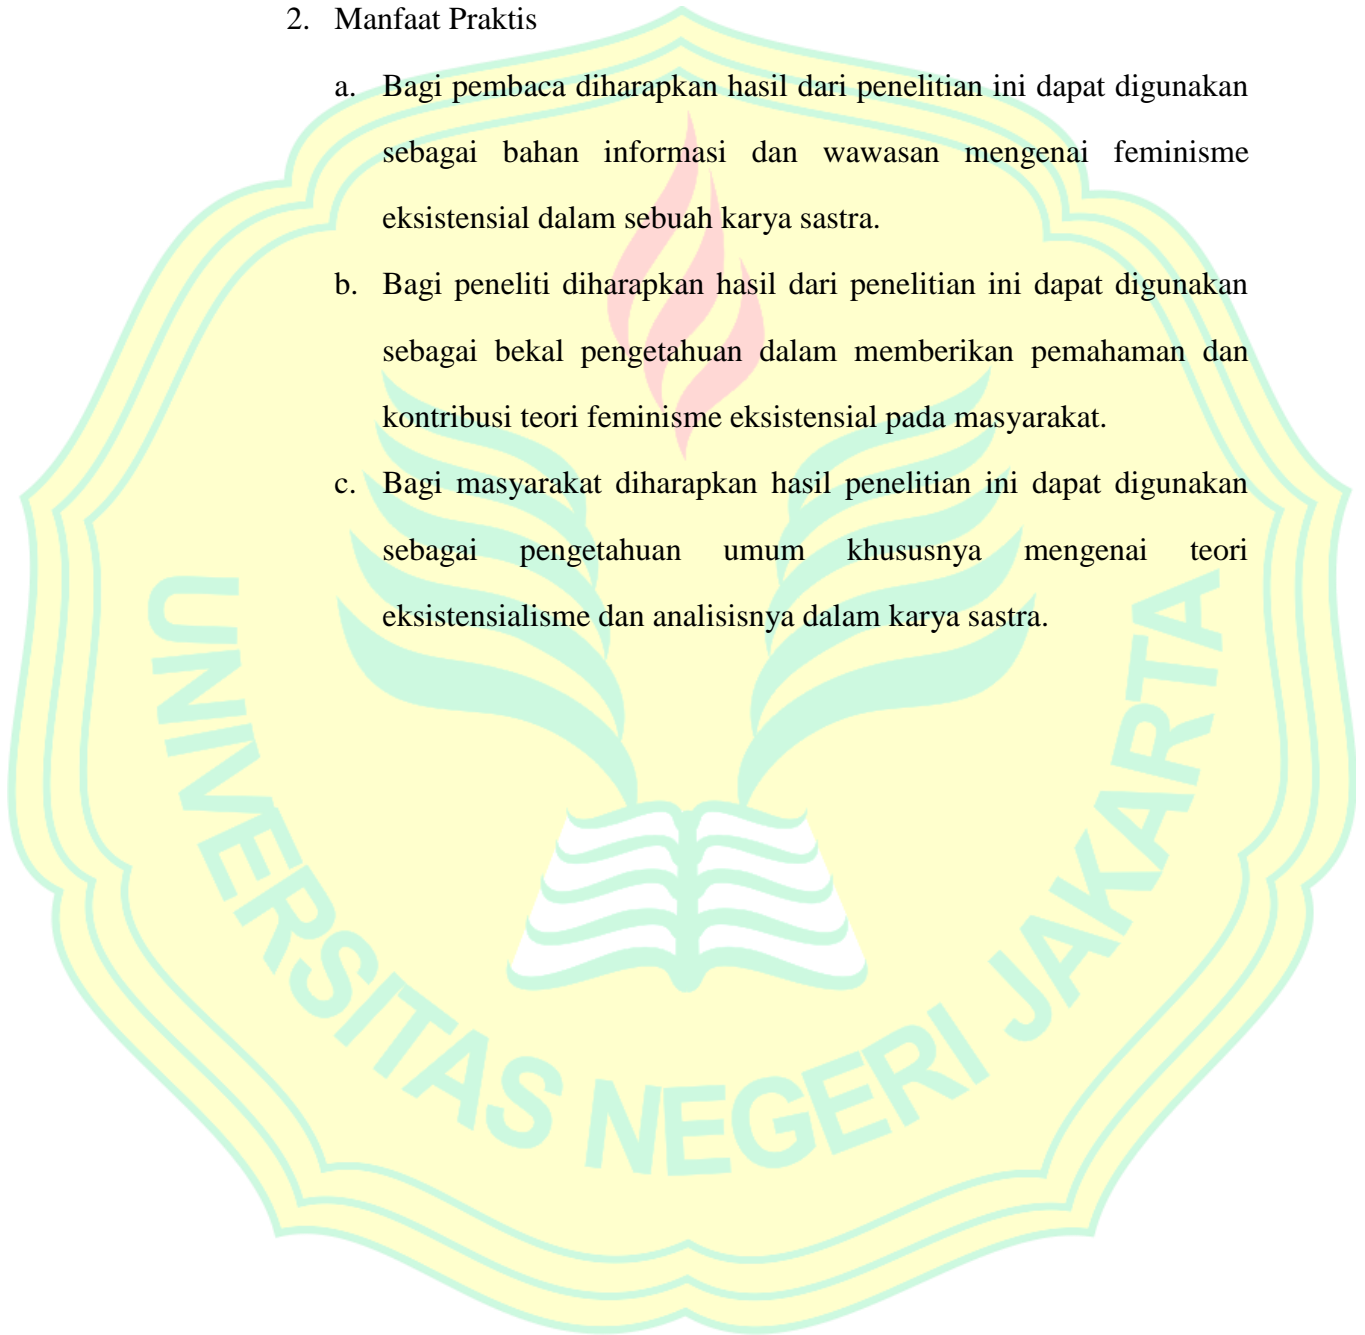 2. Manfaat Praktis
a. Bagi pembaca diharapkan hasil dari penelitian ini dapat digunakan
sebagai bahan informasi dan wawasan mengenai feminisme
eksistensial dalam sebuah karya sastra.
b. Bagi peneliti diharapkan hasil dari penelitian ini dapat digunakan
sebagai bekal pengetahuan dalam memberikan pemahaman dan
kontribusi teori feminisme eksistensial pada masyarakat.
c. Bagi masyarakat diharapkan hasil penelitian ini dapat digunakan
sebagai pengetahuan umum khususnya mengenai teori
eksistensialisme dan analisisnya dalam karya sastra.
UNIVERSITAS NEGERI JAKARTA